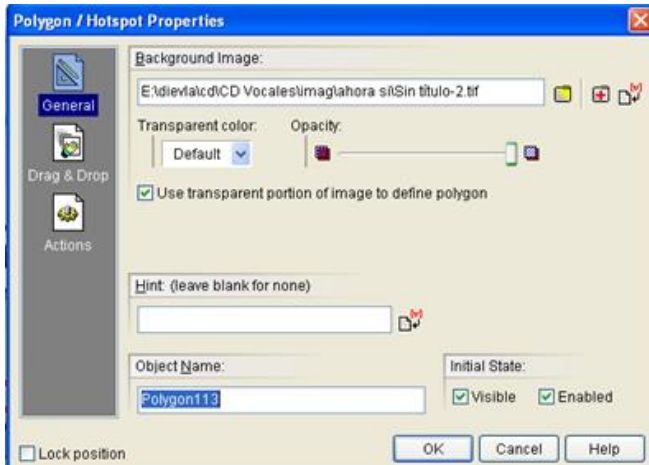 Polygon / Hotspot Properties
General
Drag & Drop
Actions
Background Image:
E:\dievla\cd\CD Vocales\imag\ahora si\Sin título-2.tif
Transparent color:
Opacity:
Default
Use transparent portion of image to define polygon
Hint: (leave blank for none)
Object Name:
Initial State:
Polygon113
Visible
Enabled
Lock position
OK
Cancel
Help